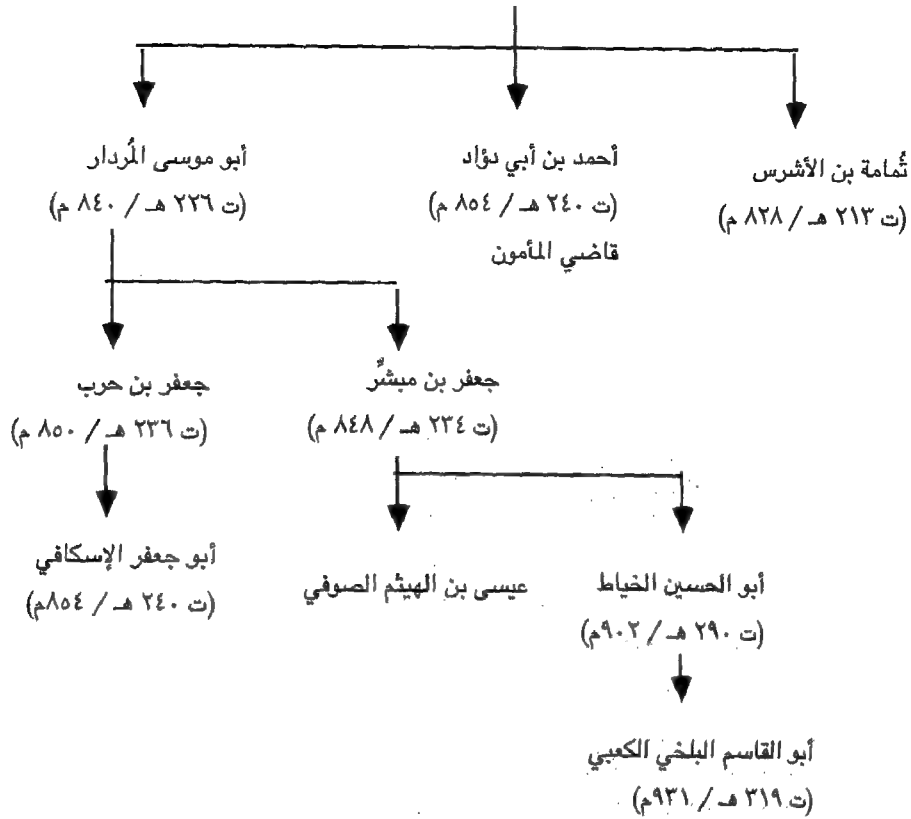 ثُمامة بن الأشرس
(ت ٢١٣ هـ / ٨٢٨ م)
أحمد بن أبي دؤاد
(ت ٢٤٠ هـ / ٨٥٤ م)
قاضي المأمون
أبو موسى المُردار
(ت ٢٢٦ هـ / ٨٤٠ م)
جعفر بن مبشِّر
(ت ٢٣٤ هـ / ٨٤٨ م)
جعفر بن حرب
(ت ٢٣٦ هـ / ٨٥٠ م)
أبو الحسين الخياط
(ت ٢٩٠ هـ / ٩٠٢م)
عيسى بن الهيثم الصوفي
أبو جعفر الإسكافي
(ت ٢٤٠ هـ / ٨٥٤م)
أبو القاسم البلخي الكعبي
(ت ٣١٩ هـ / ٩٣١م)